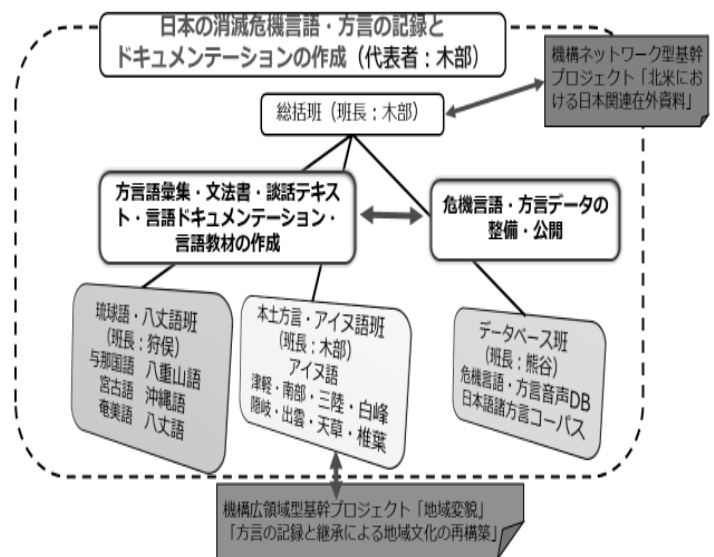 日本の消滅危機言語・方言の記録と
ドキュメンテーションの作成（代表者：木部）
機構ネットワーク型基幹
プロジェクト「北米にお
ける日本関連在外資料」
総括班（班長：木部）
方言語彙集・文法書・談話テキス
ト・言語ドキュメンテーション・
言語教材の作成
危機言語・方言データの
整備・公開
琉球語・八丈語班
(班長：狩俣)
与那国語　八重山語
宮古語　沖縄語
奄美語　八丈語
本土方言・アイヌ語班
(班長：木部)
アイヌ語
津軽・南部・三陸・白峰
隠岐・出雲・天草・椎葉
データベース班
(班長：熊谷)
危機言語・方言音声DB
日本語諸方言コーパス
機構広領域型基幹プロジェクト「地域変貌」
「方言の記録と継承による地域文化の再構築」